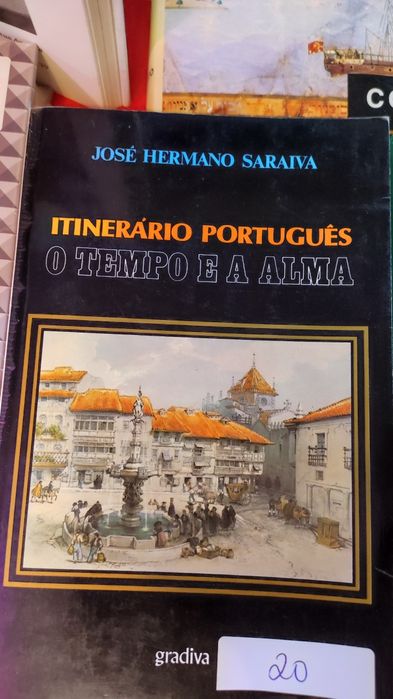 JOSÉ HERMANO SARAIVA
ITINERÁRIO PORTUGUÊS
O TEMPO E A ALMA
gradiva
20